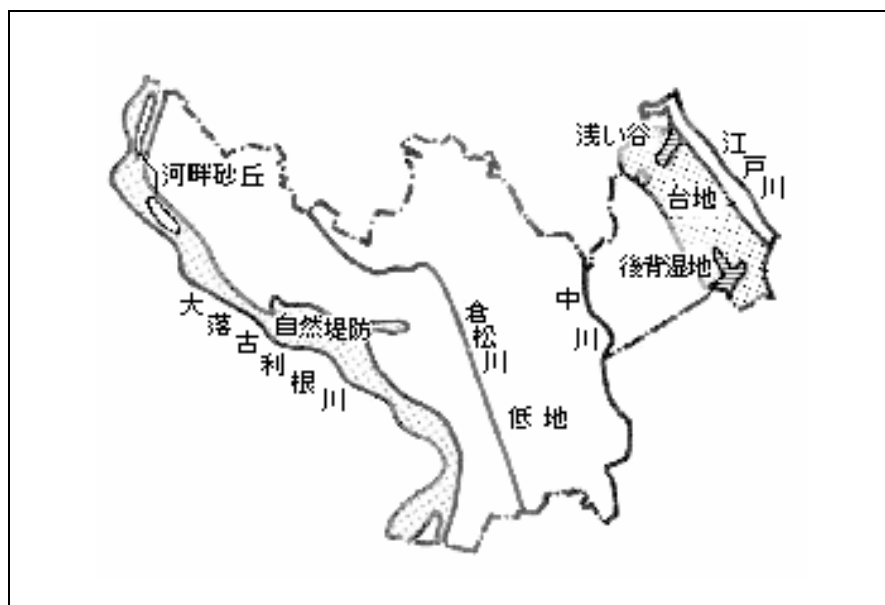 浅い谷
江戸川
河畔砂丘
台地
後背湿地
大落古利根川
自然堤防
倉松川
中川
低地